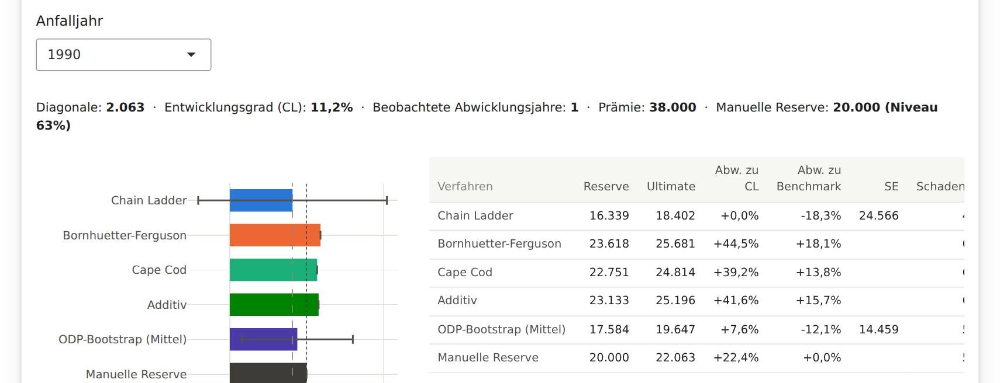 Anfalljahr
1990
Diagonale: 2.063 · Entwicklungsgrad (CL): 11,2% · Beobachtete Abwicklungsjahre: 1 · Prämie: 38.000 · Manuelle Reserve: 20.000 (Niveau
63%)
Chain Ladder
Bornhuetter-Ferguson
Cape Cod
Additiv
ODP-Bootstrap (Mittel)
Manuelle Reserve
Abw. zu Abw. zu
Verfahren Reserve Ultimate CL Benchmark SE Schaden
Chain Ladder 16.339 18.402 +0,0% -18,3% 24.566
Bornhuetter-Ferguson 23.618 25.681 +44,5% +18,1%
Cape Cod 22.751 24.814 +39,2% +13,8%
Additiv 23.133 25.196 +41,6% +15,7%
ODP-Bootstrap (Mittel) 17.584 19.647 +7,6% -12,1% 14.459
Manuelle Reserve 20.000 22.063 +22,4% +0,0%